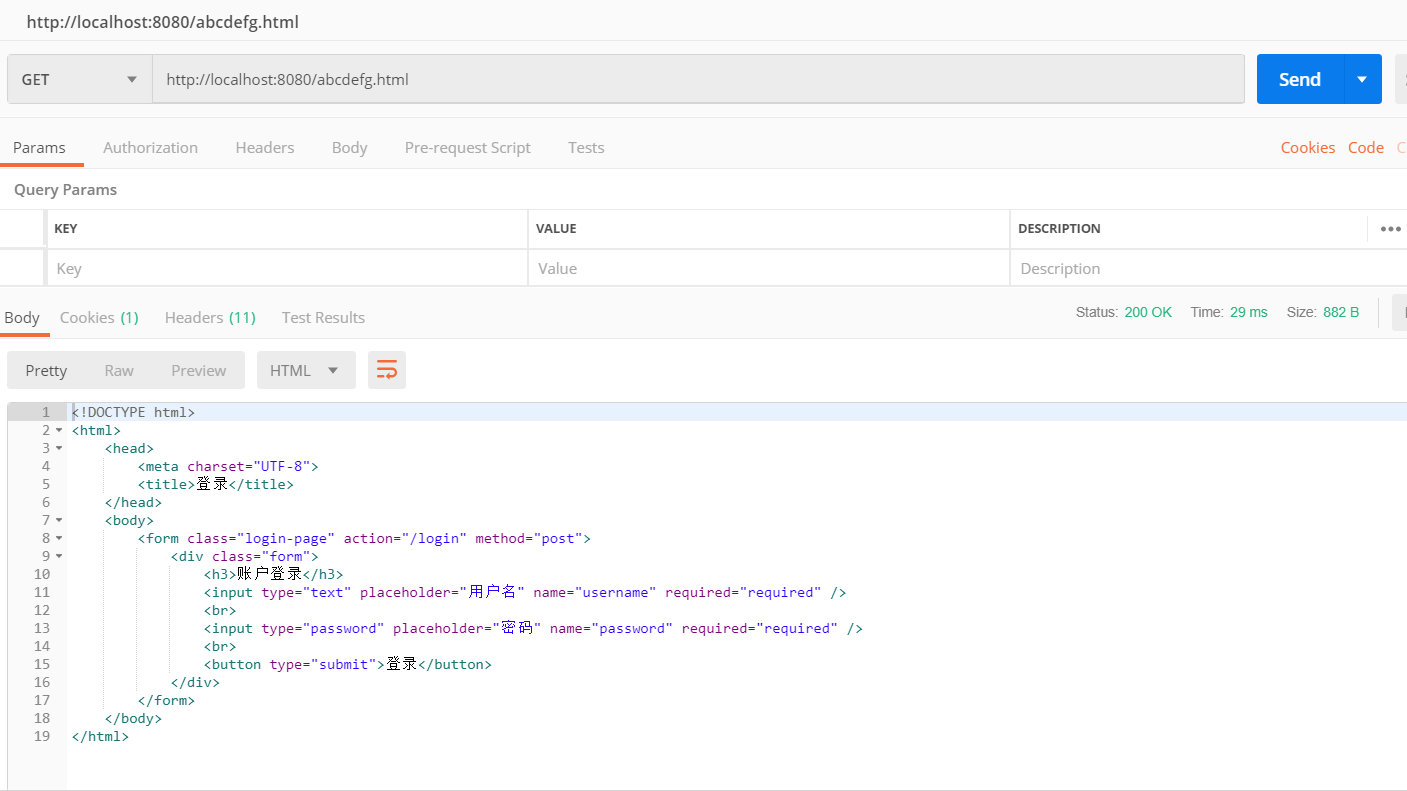 http://localhost:8080/abcdefg.html
GET http://localhost:8080/abcdefg.html Send
Params Authorization Headers Body Pre-request Script Tests Cookies Code
Query Params
KEY VALUE DESCRIPTION •••
Key Value Description
Body Cookies (1) Headers (11) Test Results Status: 200 OK Time: 29 ms Size: 882 B
Pretty Raw Preview HTML
1 <!DOCTYPE html>
2 <html>
3 <head>
4 <meta charset="UTF-8">
5 <title>登录</title>
6 </head>
7 <body>
8 <form class="login-page" action="/login" method="post">
9 <div class="form">
10 <h3>账户登录</h3>
11 <input type="text" placeholder="用户名" name="username" required="required" />
12 <br>
13 <input type="password" placeholder="密码" name="password" required="required" />
14 <br>
15 <button type="submit">登录</button>
16 </div>
17 </form>
18 </body>
19 </html>